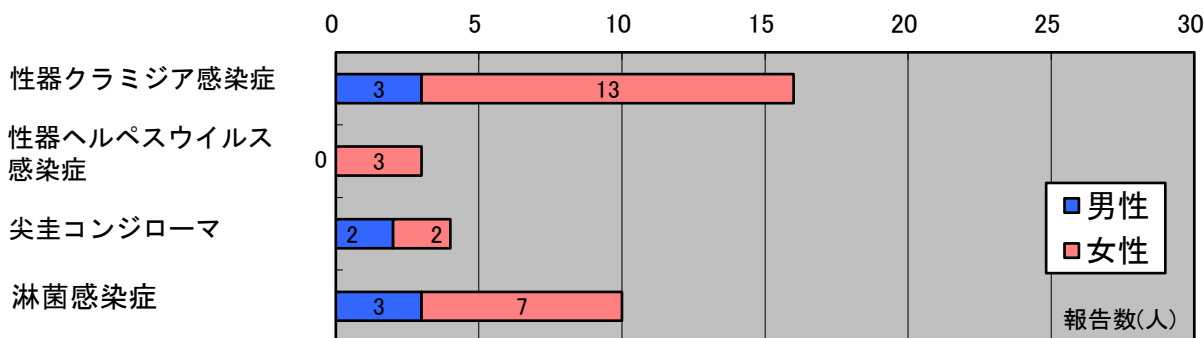 0 5 10 15 20 25 30
性器クラミジア感染症
3 13
性器ヘルペスウイルス
感染症
0 3
尖圭コンジローマ
2 2
淋菌感染症
3 7
男性
女性
報告数(人)